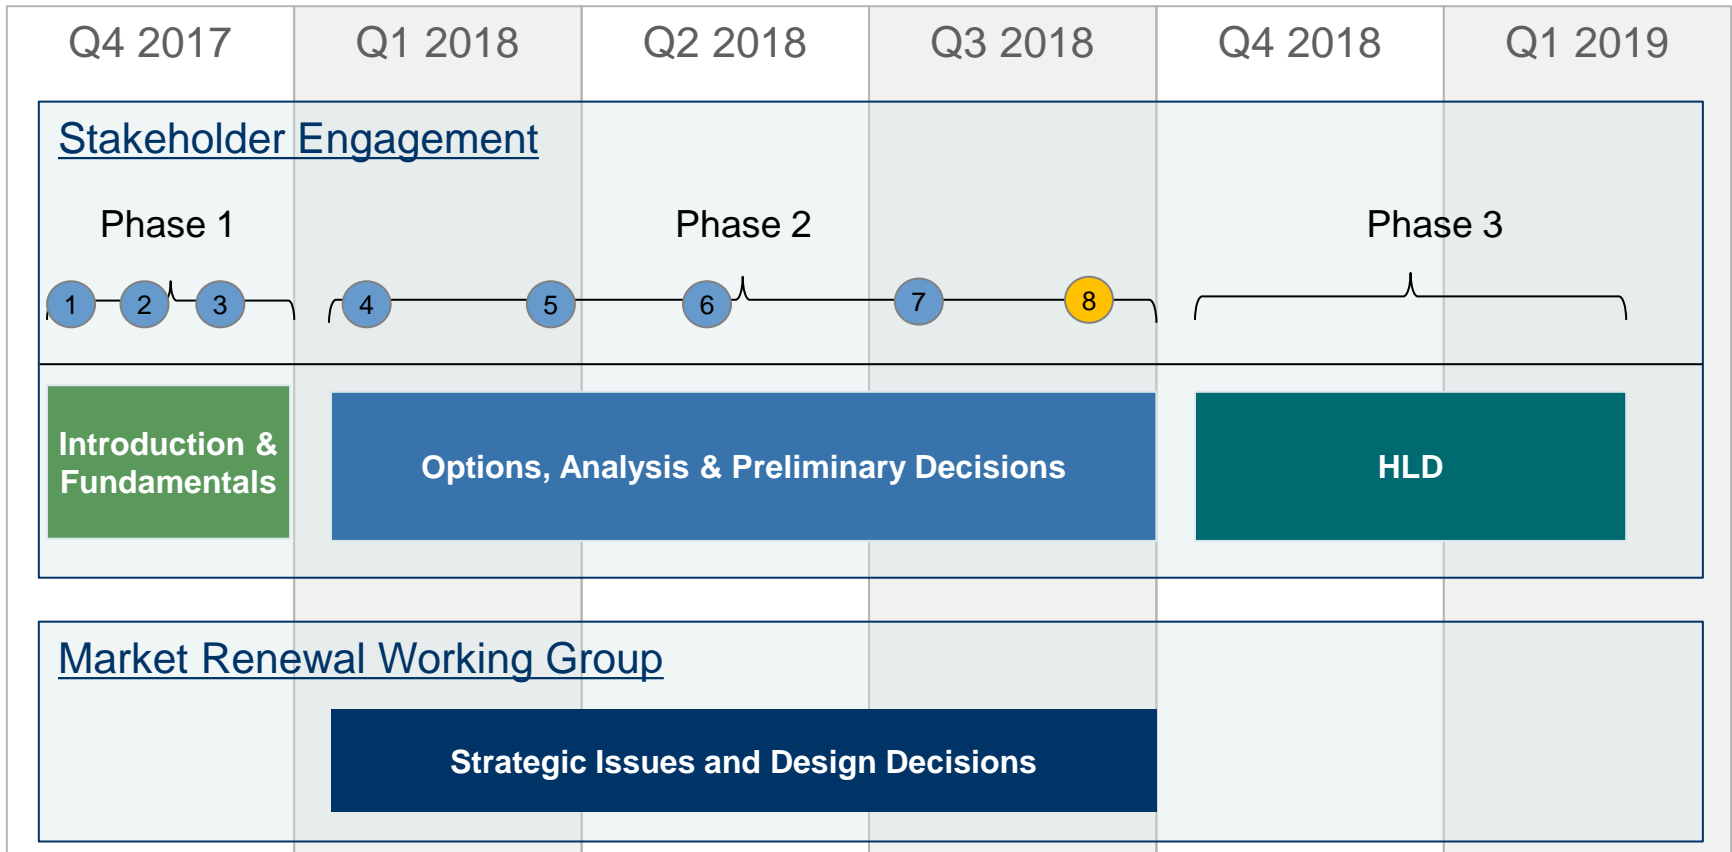 Q4 2017 Q1 2018 Q2 2018 Q3 2018 Q4 2018 Q1 2019
Stakeholder Engagement
Phase 1 Phase 2 Phase 3
1 2 3 4 5 6 7 8
Introduction &
Fundamentals
Options, Analysis & Preliminary Decisions
HLD
Market Renewal Working Group
Strategic Issues and Design Decisions